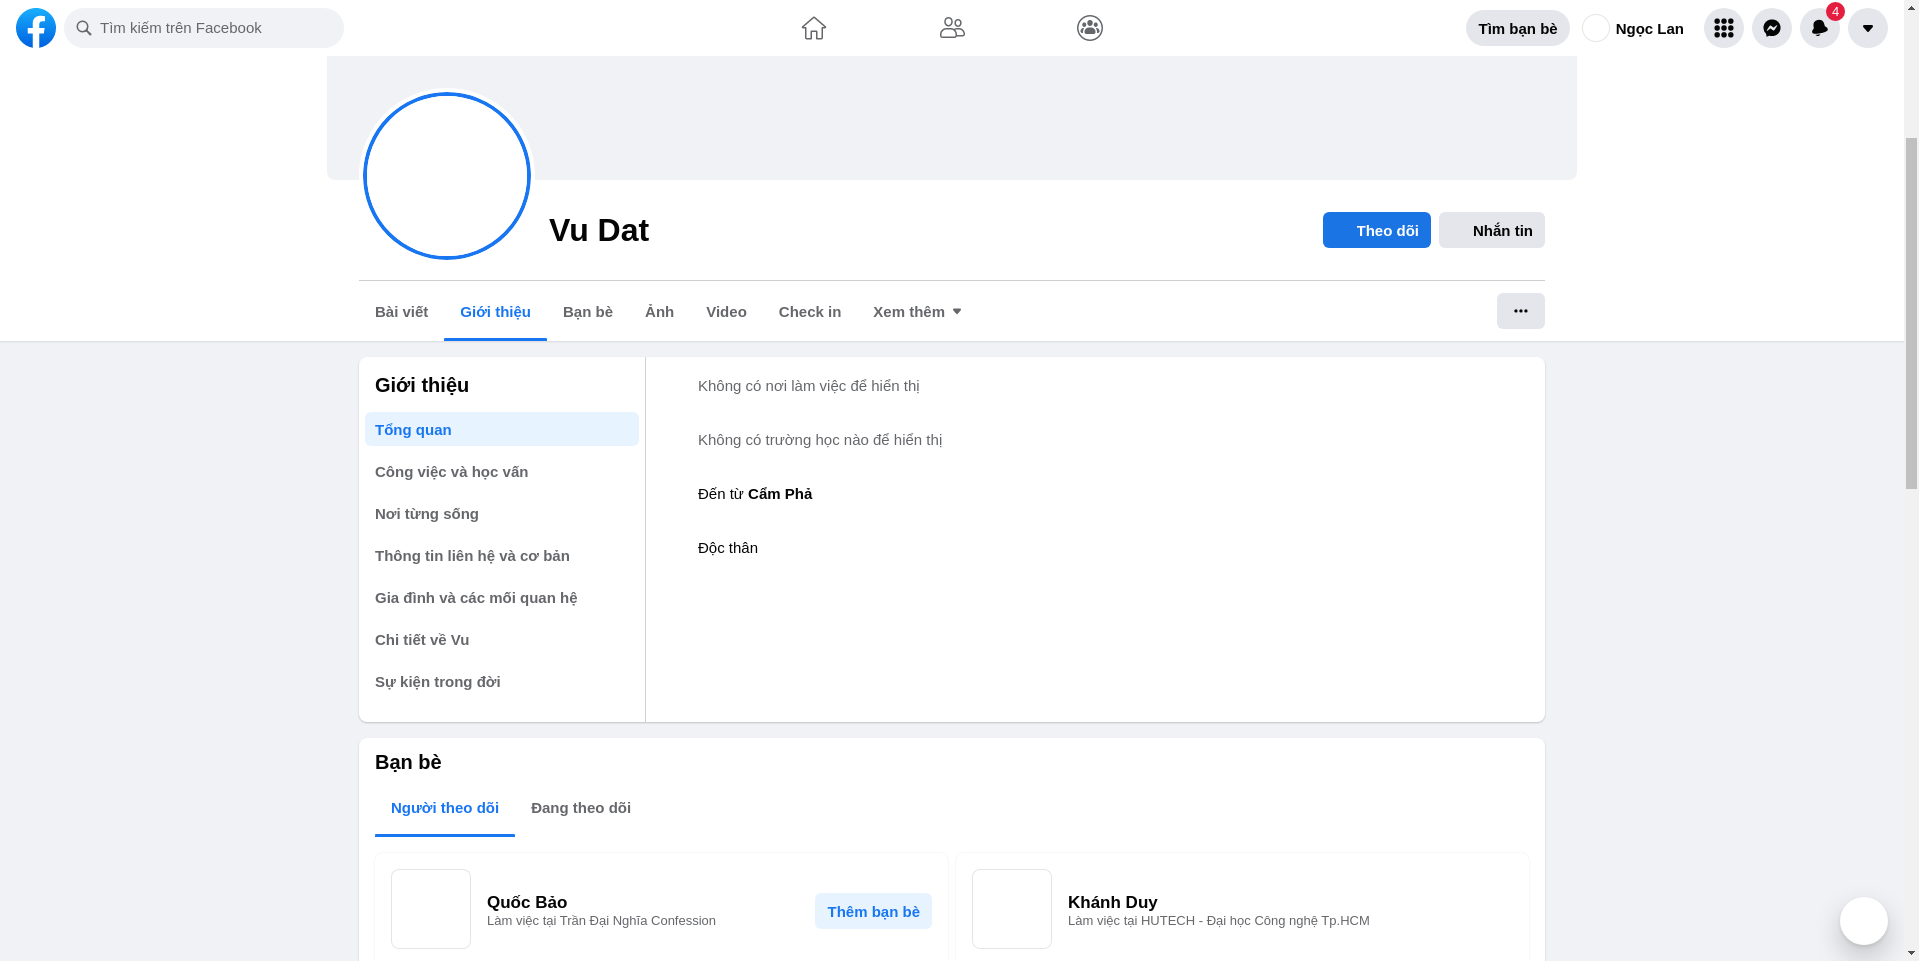 Tìm kiếm trên Facebook
Tìm bạn bè
Ngọc Lan
4
Vu Dat
Theo dõi
Nhắn tin
Bài viết
Giới thiệu
Bạn bè
Ảnh
Video
Check in
Xem thêm
Giới thiệu
Tổng quan
Công việc và học vấn
Nơi từng sống
Thông tin liên hệ và cơ bản
Gia đình và các mối quan hệ
Chi tiết về Vu
Sự kiện trong đời
Không có nơi làm việc để hiển thị
Không có trường học nào để hiển thị
Đến từ Cẩm Phả
Độc thân
Bạn bè
Người theo dõi
Đang theo dõi
Quốc Bảo
Làm việc tại Trần Đại Nghĩa Confession
Thêm bạn bè
Khánh Duy
Làm việc tại HUTECH - Đại học Công nghệ Tp.HCM